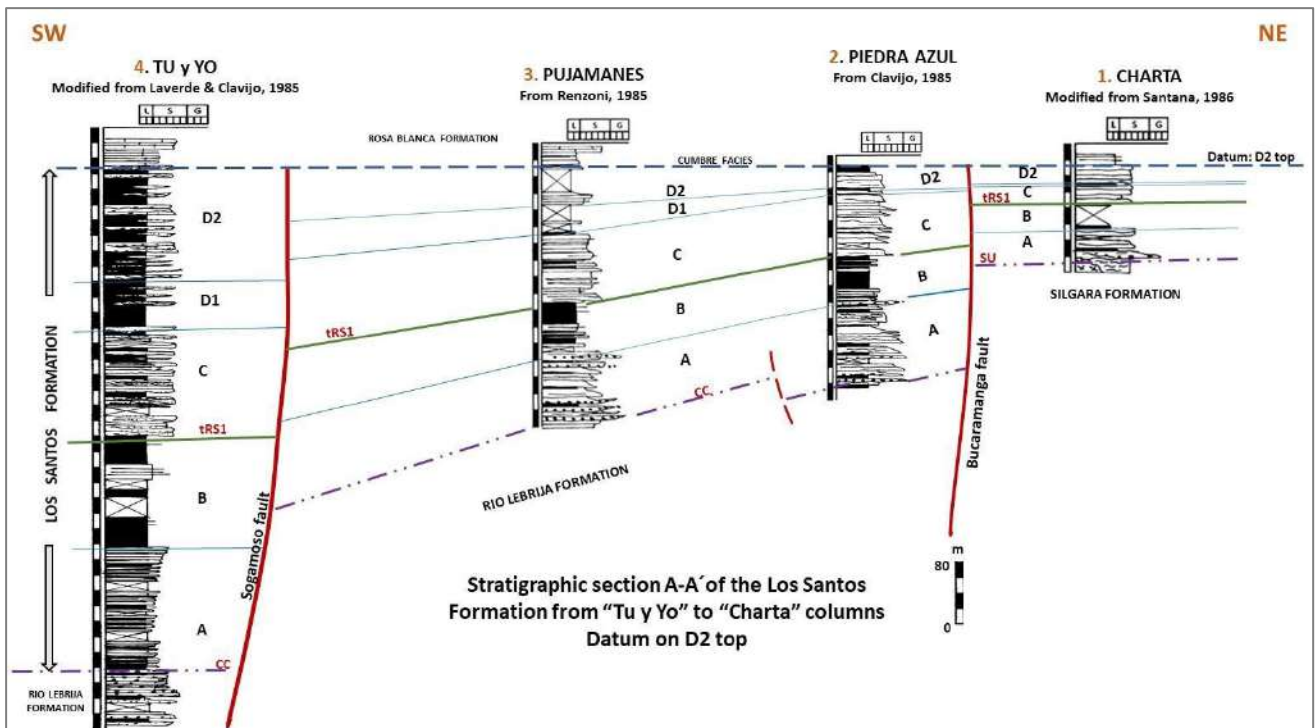 SW
NE
4. TU y YO
Modified from Laverde & Clavijo, 1985
3. PUJAMANES
From Renzoni, 1985
2. PIEDRA AZUL
From Clavijo, 1985
1. CHARTA
Modified from Santana, 1986
L S G
L S G
L S G
L S G
ROSA BLANCA FORMATION
CUMBRE FACIES
Datum: D2 top
D2
D2
D2
D2
D1
D1
C
C
C
C
tRS1
tRS1
tRS1
B
B
B
B
A
A
A
A
SU
CC
CC
SILGARA FORMATION
RIO LEBRIJA FORMATION
LOS SANTOS FORMATION
Sogamoso fault
Bucaramanga fault
m
80
0
Stratigraphic section A-A´ of the Los Santos
Formation from “Tu y Yo” to “Charta” columns
Datum on D2 top
RIO LEBRIJA
FORMATION